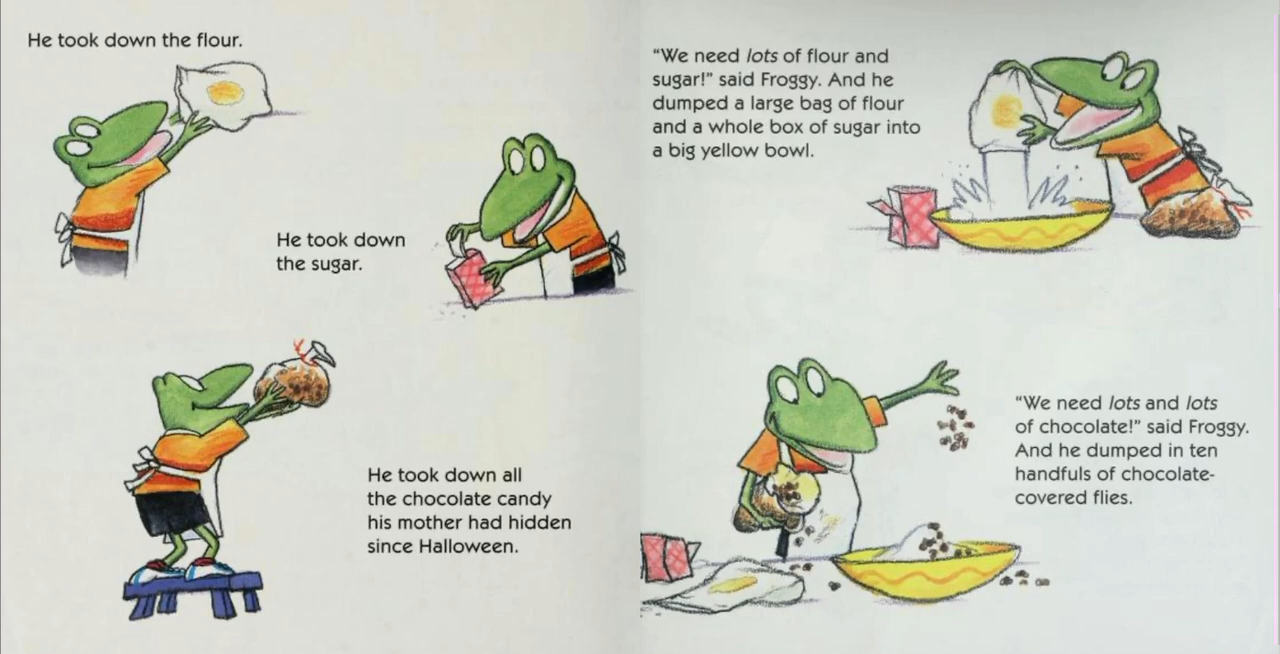 He took down the flour.
He took down
the sugar.
He took down all
the chocolate candy
his mother had hidden
since Halloween.
“We need lots of flour and
sugar!” said Froggy. And he
dumped a large bag of flour
and a whole box of sugar into
a big yellow bowl.
“We need lots and lots
of chocolate!” said Froggy.
And he dumped in ten
handfuls of chocolate-
covered flies.